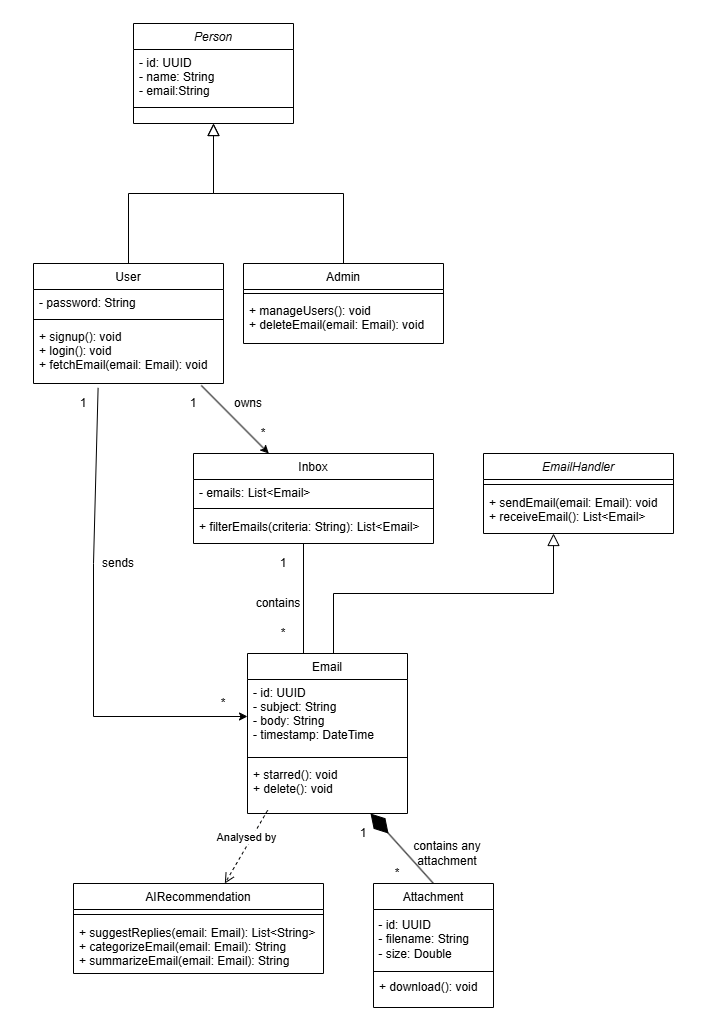 Person
- id: UUID
- name: String
- email:String
User
- password: String
+ signup(): void
+ login(): void
+ fetchEmail(email: Email): void
Admin
+ manageUsers(): void
+ deleteEmail(email: Email): void
1
1
owns
*
Inbox
- emails: List<Email>
+ filterEmails(criteria: String): List<Email>
EmailHandler
+ sendEmail(email: Email): void
+ receiveEmail(): List<Email>
sends
1
contains
*
*
Email
- id: UUID
- subject: String
- body: String
- timestamp: DateTime
+ starred(): void
+ delete(): void
Analysed by
1
contains any
attachment
*
AIRecommendation
+ suggestReplies(email: Email): List<String>
+ categorizeEmail(email: Email): String
+ summarizeEmail(email: Email): String
Attachment
- id: UUID
- filename: String
- size: Double
+ download(): void